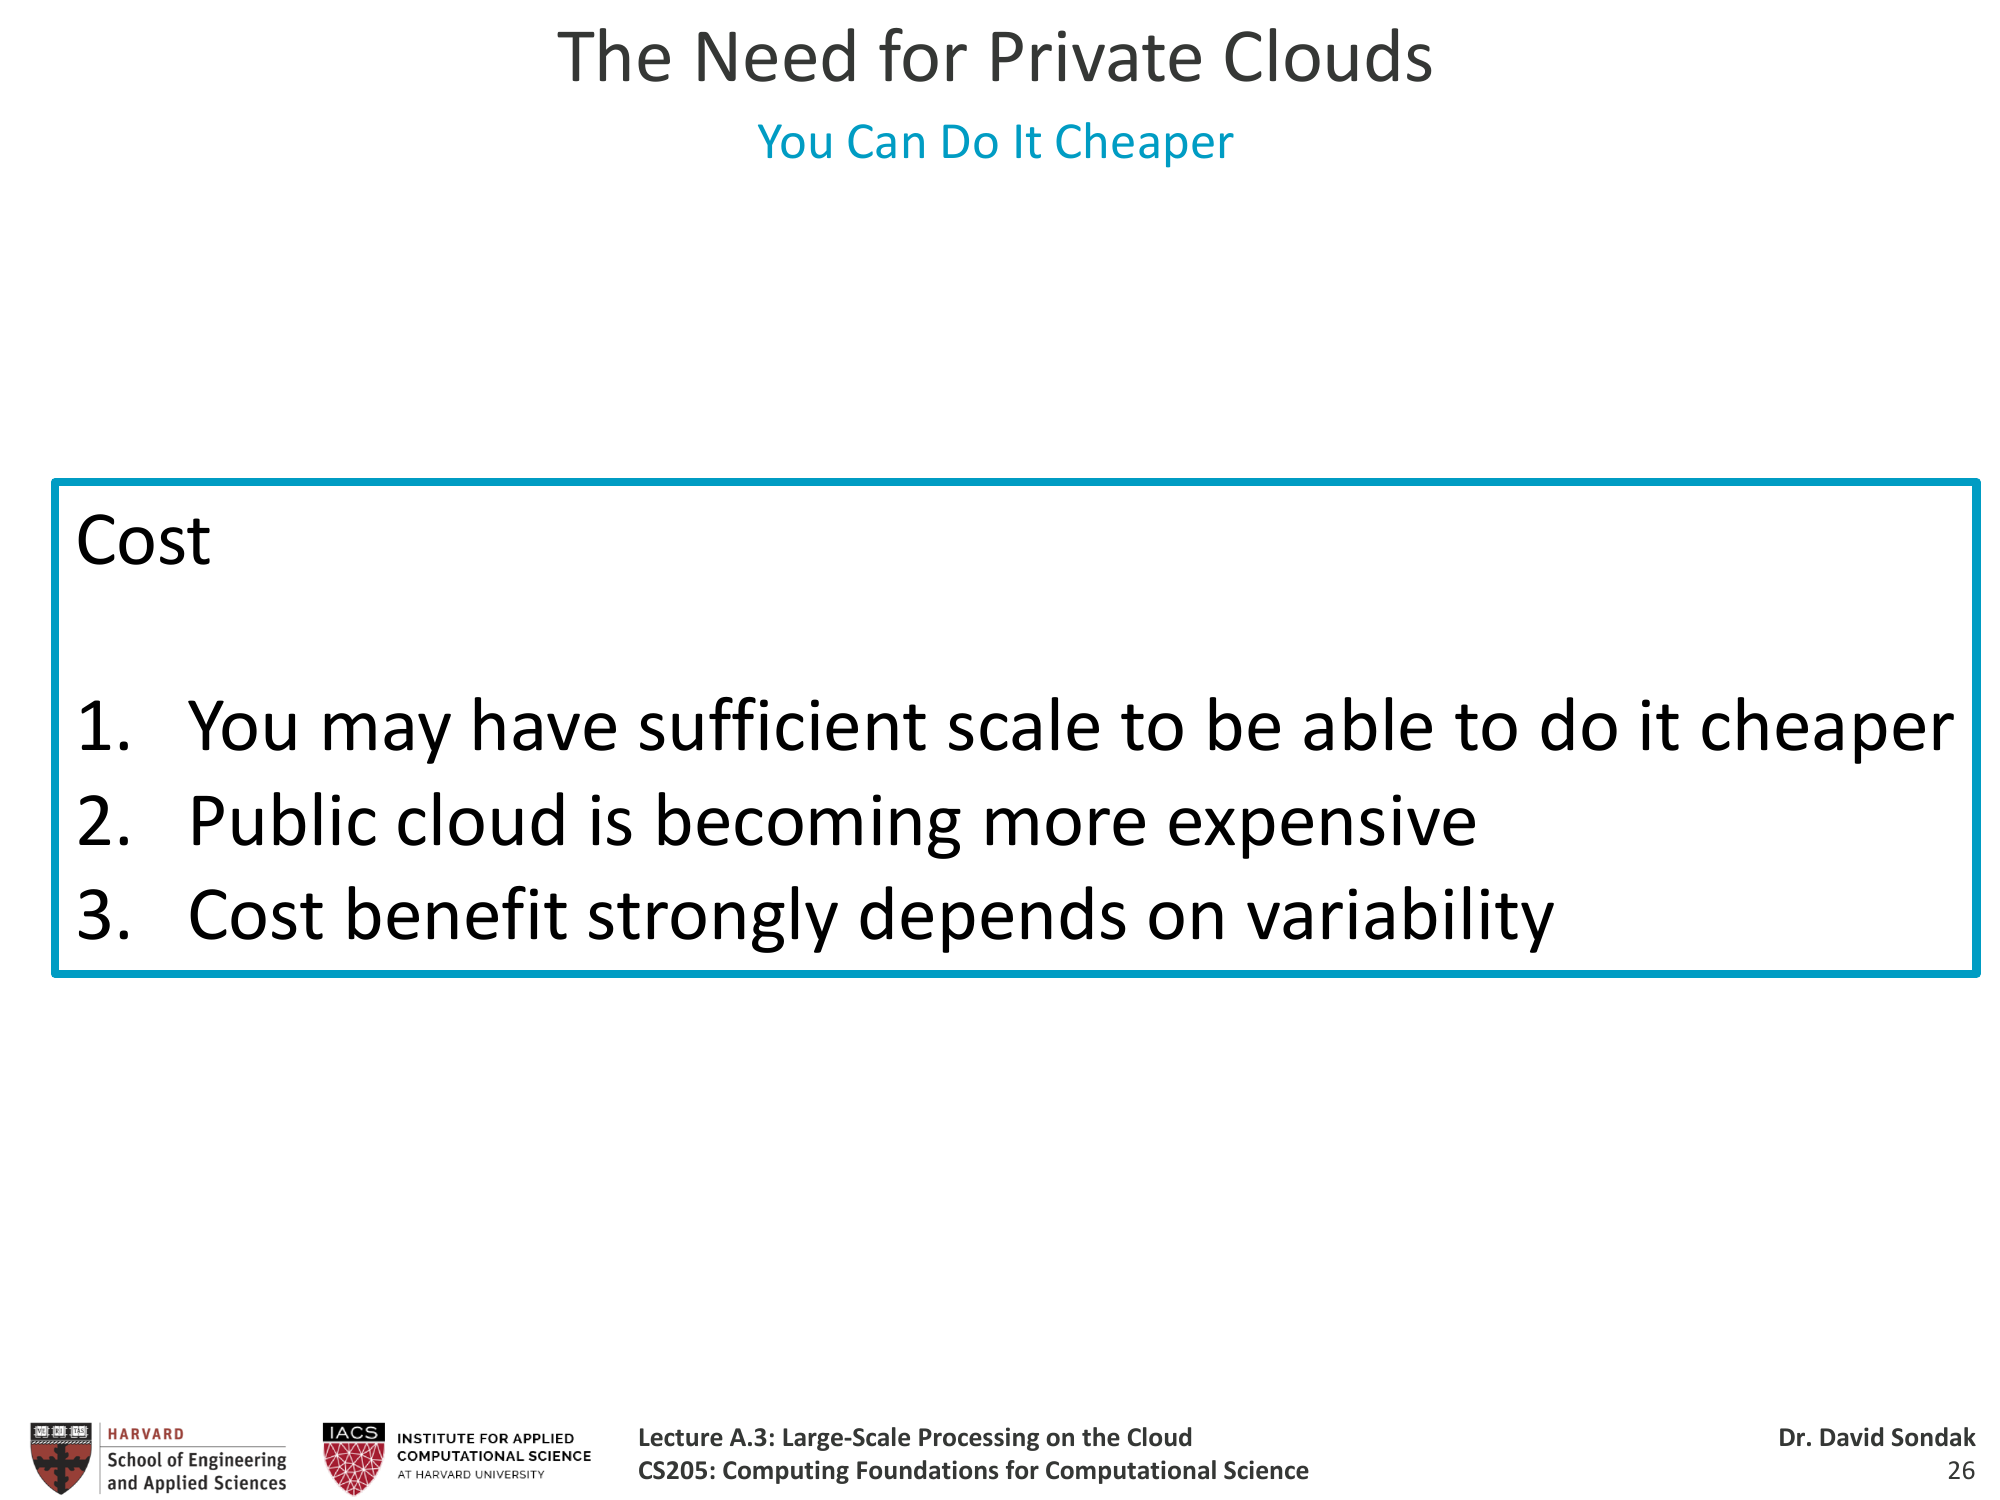 The Need for Private Clouds
You Can Do It Cheaper
Cost
1. You may have sufficient scale to be able to do it cheaper
2. Public cloud is becoming more expensive
3. Cost benefit strongly depends on variability
HARVARD
School of Engineering
and Applied Sciences
IACS
INSTITUTE FOR APPLIED
COMPUTATIONAL SCIENCE
AT HARVARD UNIVERSITY
Lecture A.3: Large-Scale Processing on the Cloud
CS205: Computing Foundations for Computational Science
Dr. David Sondak
26